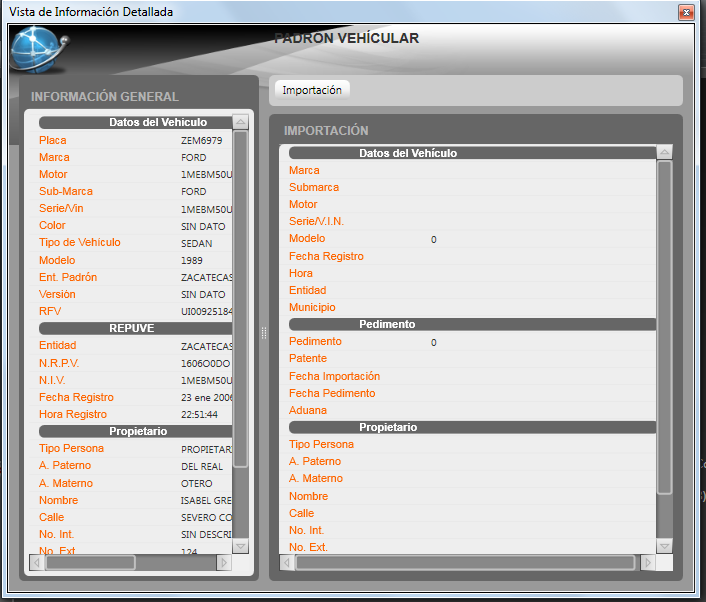 Vista de Información Detallada
PADRON VEHÍCULAR
INFORMACIÓN GENERAL
Datos del Vehiculo
Placa ZEM6979
Marca FORD
Motor 1MEBM50U
Sub-Marca FORD
Serie/Vin 1MEBM50U
Color SIN DATO
Tipo de Vehículo SEDAN
Modelo 1989
Ent. Padrón ZACATECAS
Versión SIN DATO
RFV UI00925184
REPUVE
Entidad ZACATECAS
N.R.P.V. 1606O0DO
N.I.V. 1MEBM50U
Fecha Registro 23 ene 2006
Hora Registro 22:51:44
Propietario
Tipo Persona PROPIETAR
A. Paterno DEL REAL
A. Materno OTERO
Nombre ISABEL GRE
Calle SEVERO CO
No. Int. SIN DESCRI
No. Ext. 124
Importación
IMPORTACIÓN
Datos del Vehículo
Marca
Submarca
Motor
Serie/V.I.N.
Modelo 0
Fecha Registro
Hora
Entidad
Municipio
Pedimento
Pedimento 0
Patente
Fecha Importación
Fecha Pedimento
Aduana
Propietario
Tipo Persona
A. Paterno
A. Materno
Nombre
Calle
No. Int.
No. Ext.